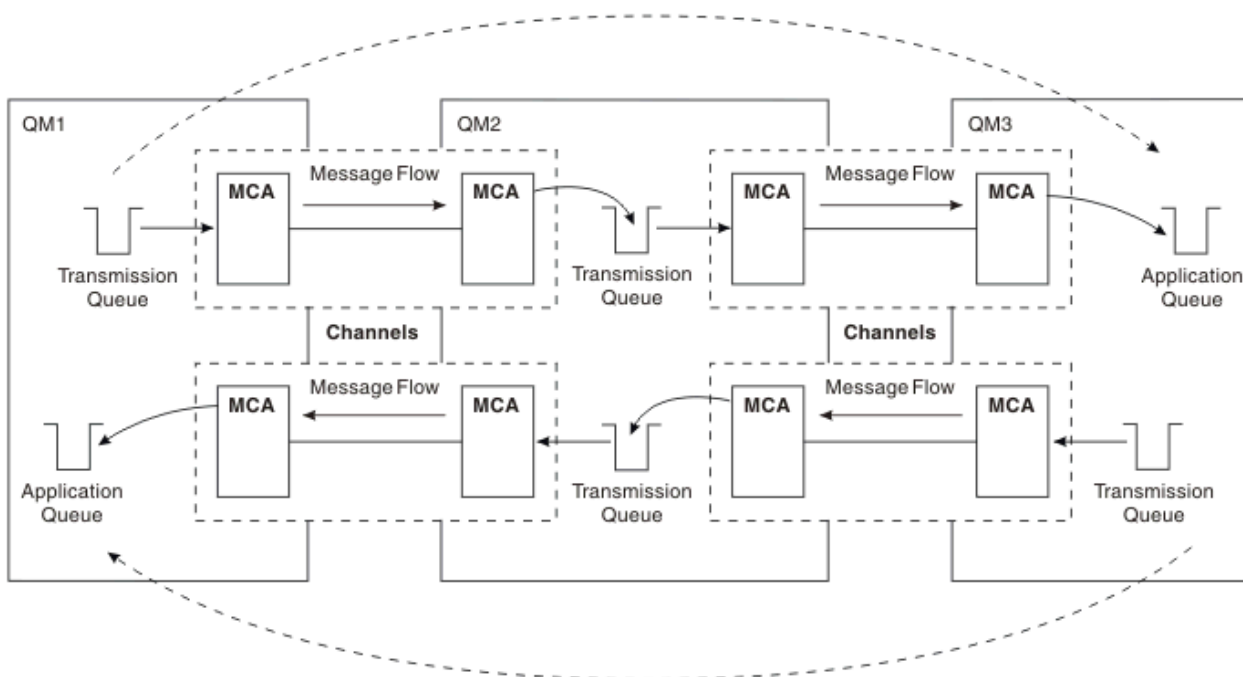 QM1
QM2
QM3
MCA
Message Flow
MCA
MCA
Message Flow
MCA
Transmission
Queue
Transmission
Queue
Application
Queue
Channels
Channels
MCA
Message Flow
MCA
MCA
Message Flow
MCA
Application
Queue
Transmission
Queue
Transmission
Queue